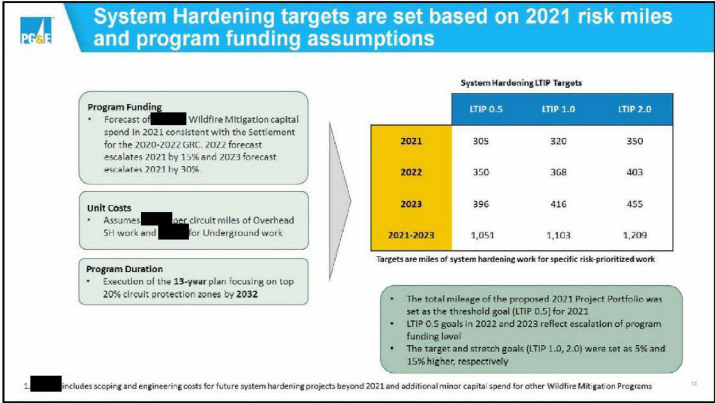 PG&E
System Hardening targets are set based on 2021 risk miles
and program funding assumptions
Program Funding
• Forecast of Wildfire Mitigation capital
spend in 2021 consistent with the Settlement
for the 2020-2022 GRC. 2022 forecast
escalates 2021 by 15% and 2023 forecast
escalates 2021 by 30%.
Unit Costs
• Assumes per circuit miles of Overhead
SH work and for Underground work
Program Duration
• Execution of the 13-year plan focusing on top
20% circuit protection zones by 2032
System Hardening LTIP Targets
LTIP 0.5 LTIP 1.0 LTIP 2.0
2021 305 320 350
2022 350 368 403
2023 396 416 455
2021-2023 1,051 1,103 1,209
Targets are miles of system hardening work for specific risk-prioritized work
• The total mileage of the proposed 2021 Project Portfolio was
set as the threshold goal (LTIP 0.5) for 2021
• LTIP 0.5 goals in 2022 and 2023 reflect escalation of program
funding level
• The target and stretch goals (LTIP 1.0, 2.0) were set as 5% and
15% higher, respectively
1. includes scoping and engineering costs for future system hardening projects beyond 2021 and additional minor capital spend for other Wildfire Mitigation Programs